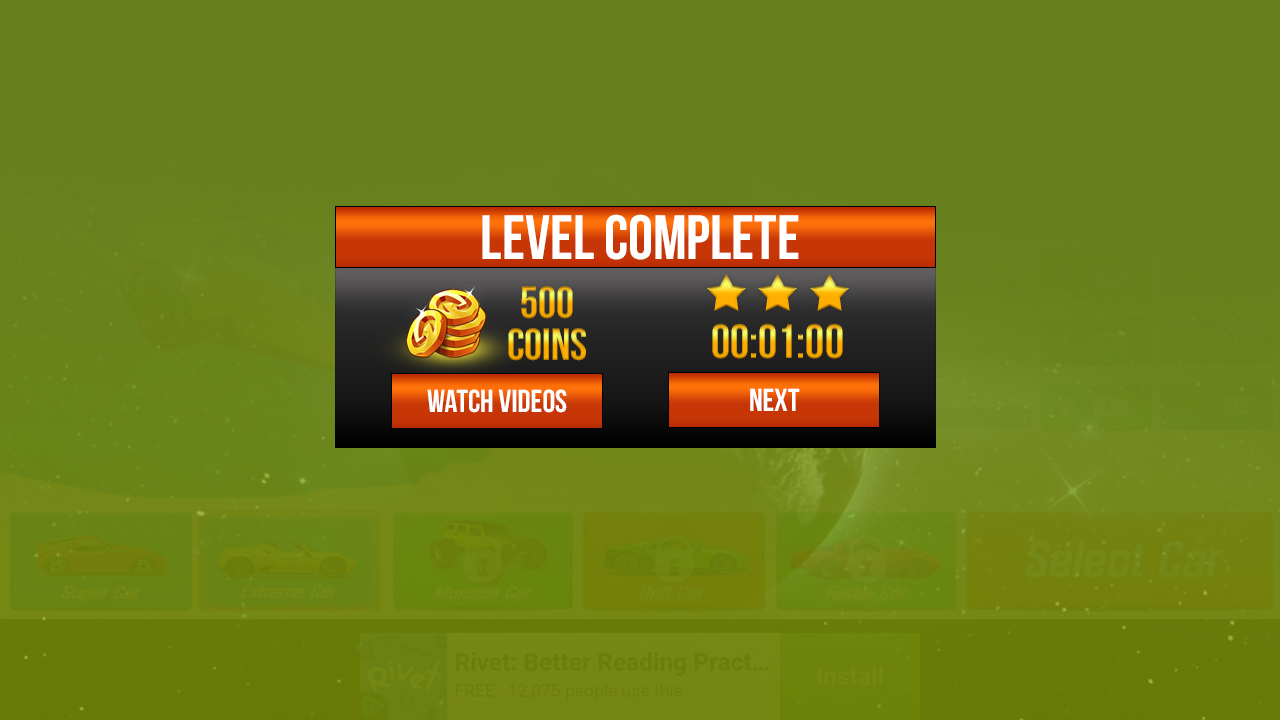 LEVEL COMPLETE
500
COINS
00:01:00
WATCH VIDEOS
NEXT
Super Car
Extreme Car
Monster Car
Drift Car
Faster Car
Select Car
Rivet
Rivet: Better Reading Pract...
FREE · 12,075 people use this
Install